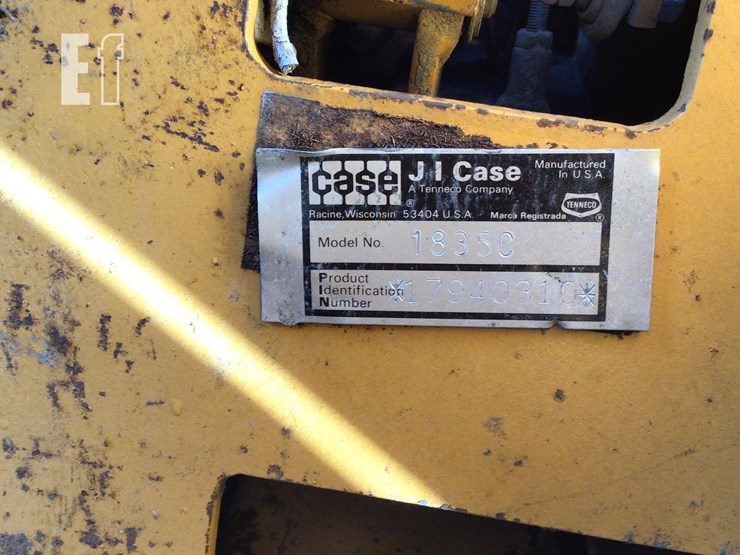 Ef
case
J I Case
A Tenneco Company
Manufactured
In U.S.A.
TENNECO
®
®
Racine, Wisconsin 53404 U.S.A.
Marca Registrada
Model No. 1835C
Product
Identification
Number
*17940310*